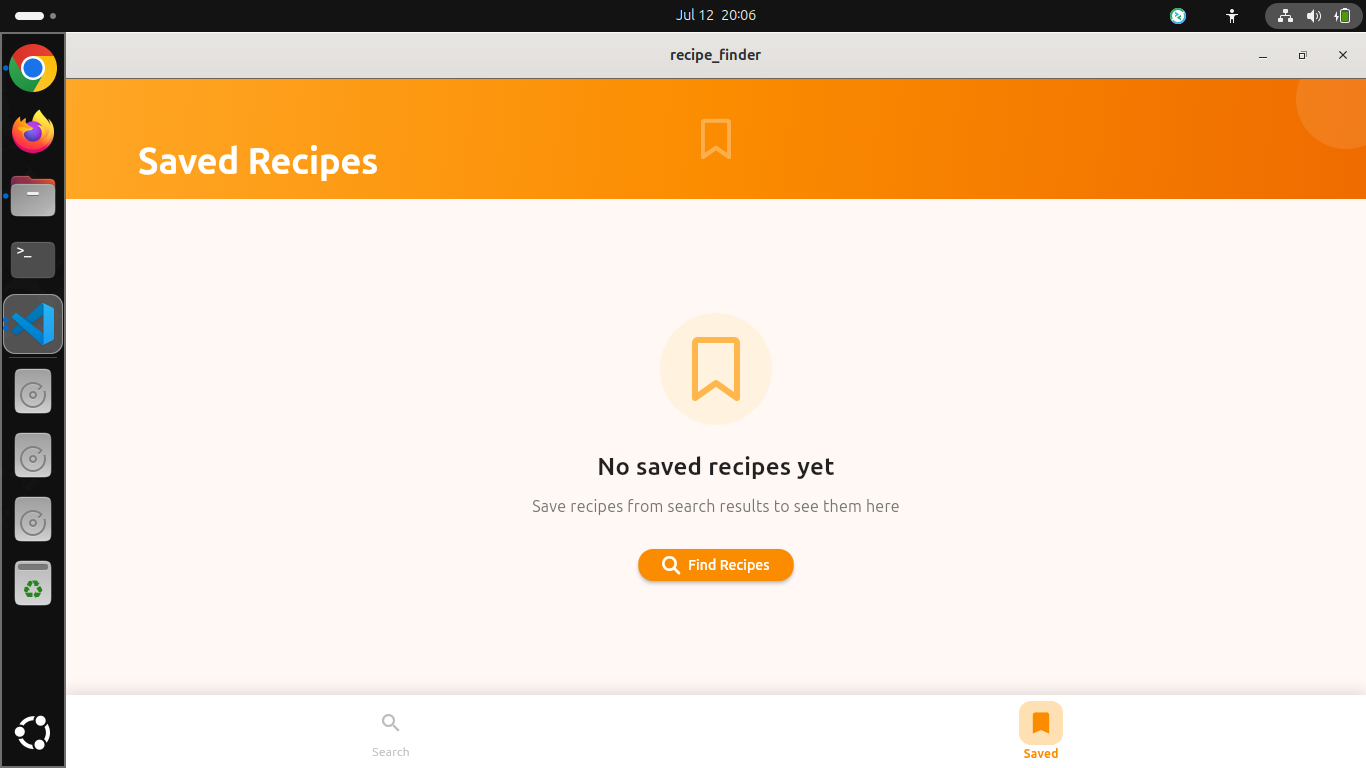 Jul 12 20:06
recipe_finder
Saved Recipes
No saved recipes yet
Save recipes from search results to see them here
Find Recipes
Search
Saved